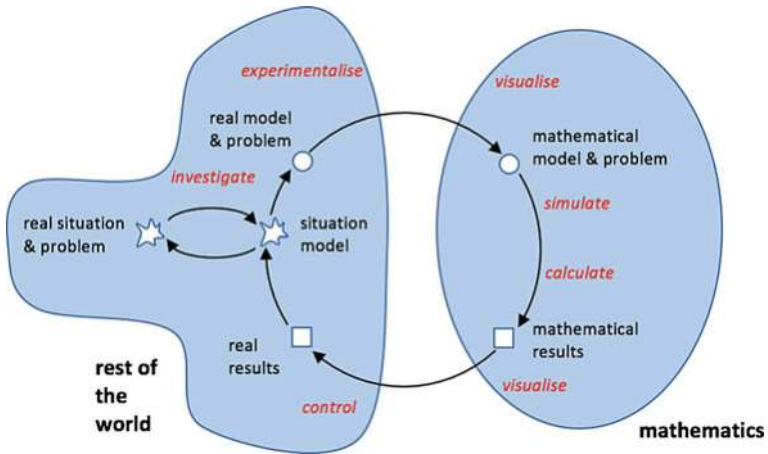 experimentalise
visualise
real model
& problem
mathematical
model & problem
investigate
simulate
real situation
& problem
situation
model
calculate
real
results
mathematical
results
rest of
the
world
control
visualise
mathematics